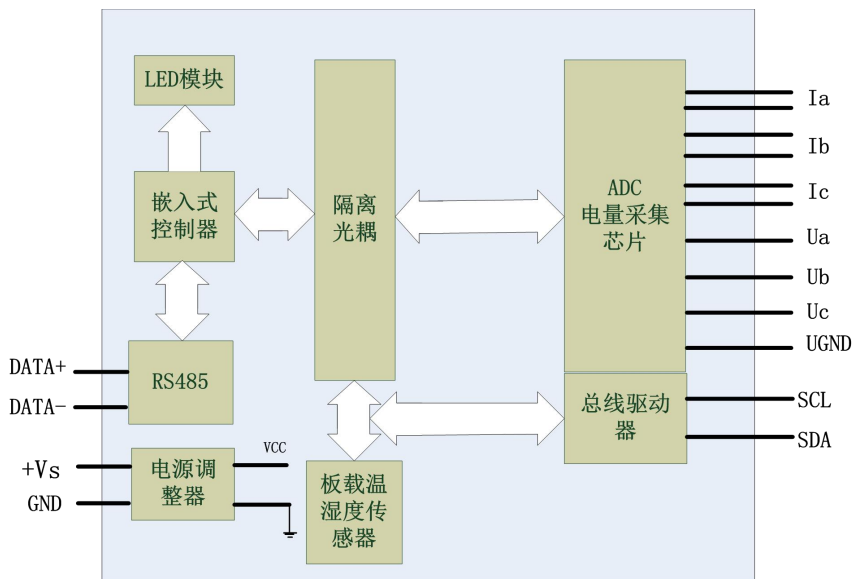 LED模块
嵌入式
控制器
隔离
光耦
ADC
电量采集
芯片
Ia
Ib
Ic
Ua
Ub
Uc
UGND
DATA+
DATA-
RS485
总线驱动
器
SCL
SDA
+Vs
GND
电源调
整器
VCC
板载温
湿度传
感器